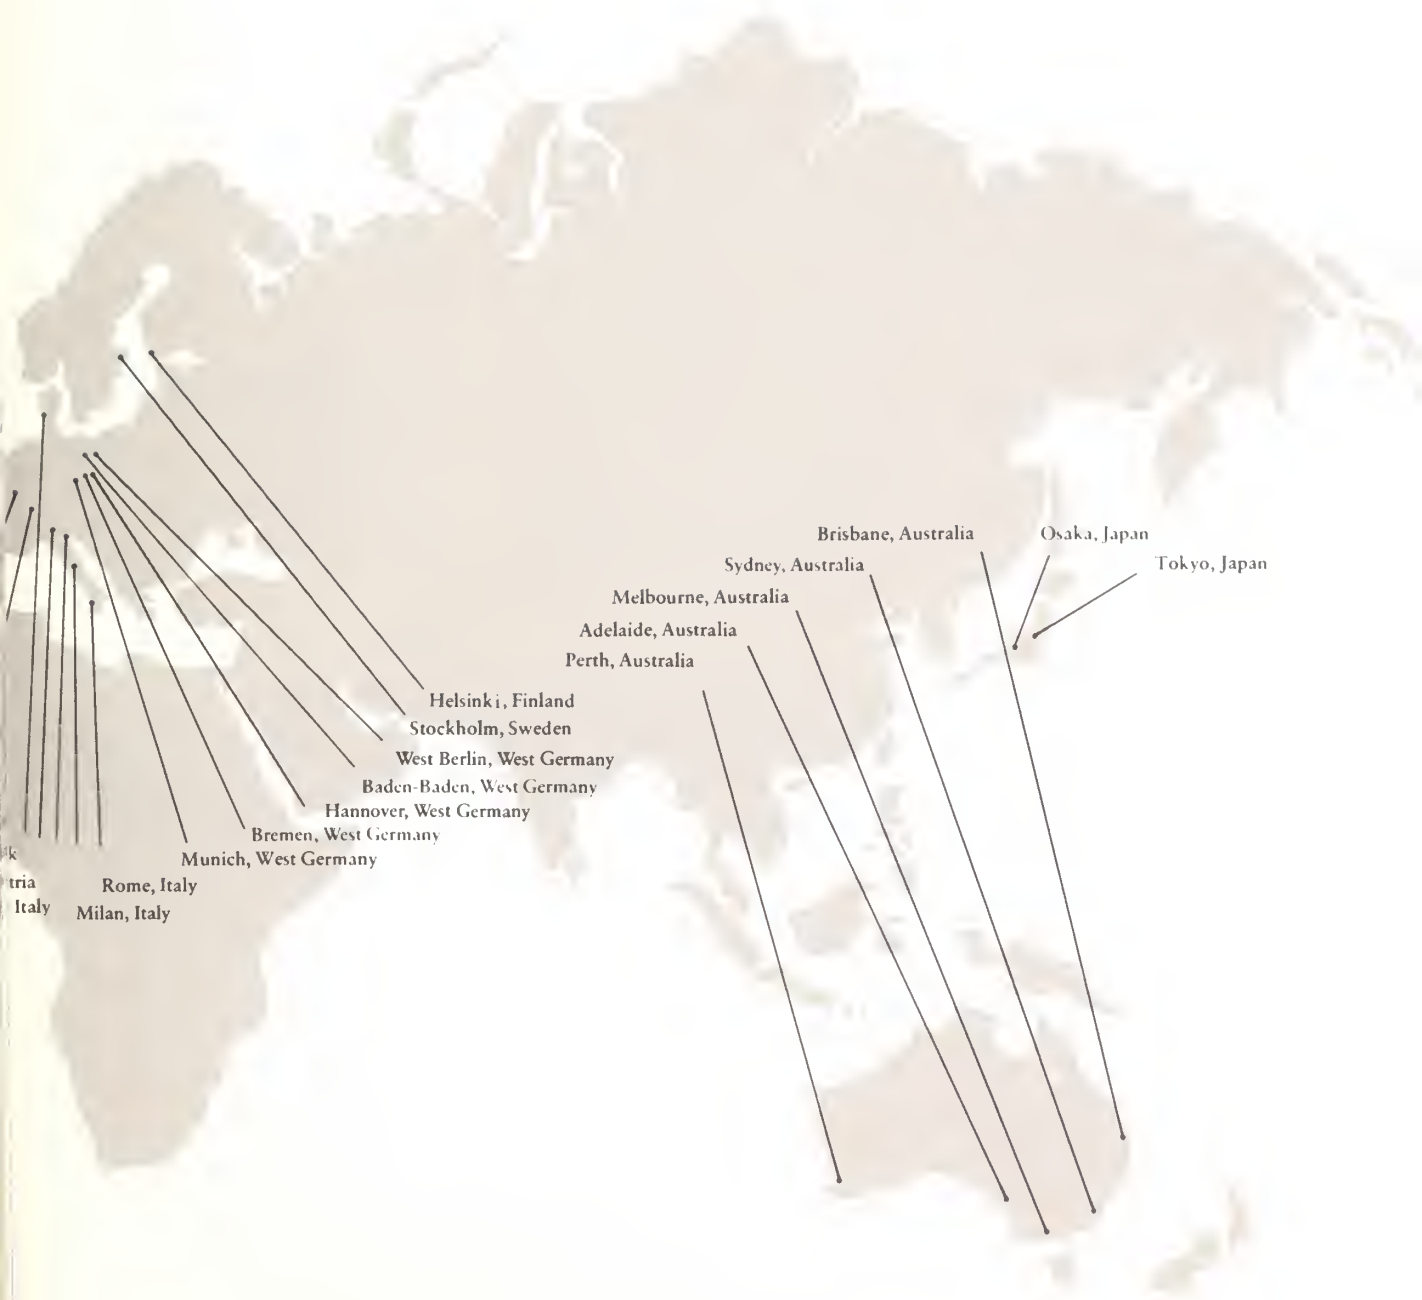 Brisbane, Australia
Osaka, Japan
Sydney, Australia
Tokyo, Japan
Melbourne, Australia
Adelaide, Australia
Perth, Australia
Helsinki, Finland
Stockholm, Sweden
West Berlin, West Germany
Baden-Baden, West Germany
Hannover, West Germany
Bremen, West Germany
Munich, West Germany
k
tria
Rome, Italy
Italy
Milan, Italy